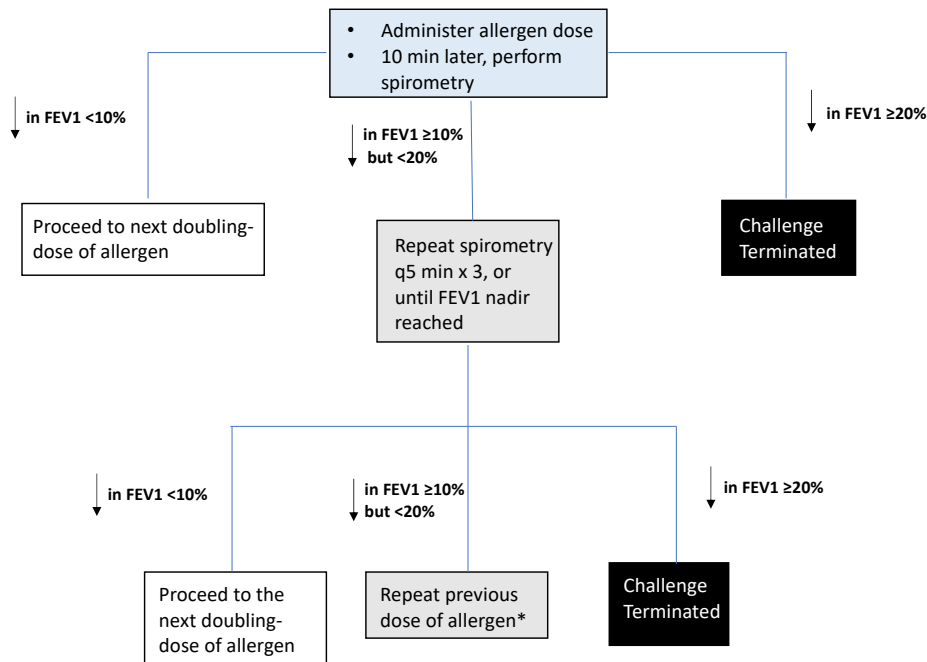 • Administer allergen dose
• 10 min later, perform
spirometry
↓ in FEV1 <10%
↓ in FEV1 ≥10%
but <20%
↓ in FEV1 ≥20%
Proceed to next doubling-
dose of allergen
Repeat spirometry
q5 min x 3, or
until FEV1 nadir
reached
Challenge
Terminated
↓ in FEV1 <10%
↓ in FEV1 ≥10%
but <20%
↓ in FEV1 ≥20%
Proceed to the
next doubling-
dose of allergen
Repeat previous
dose of allergen*
Challenge
Terminated